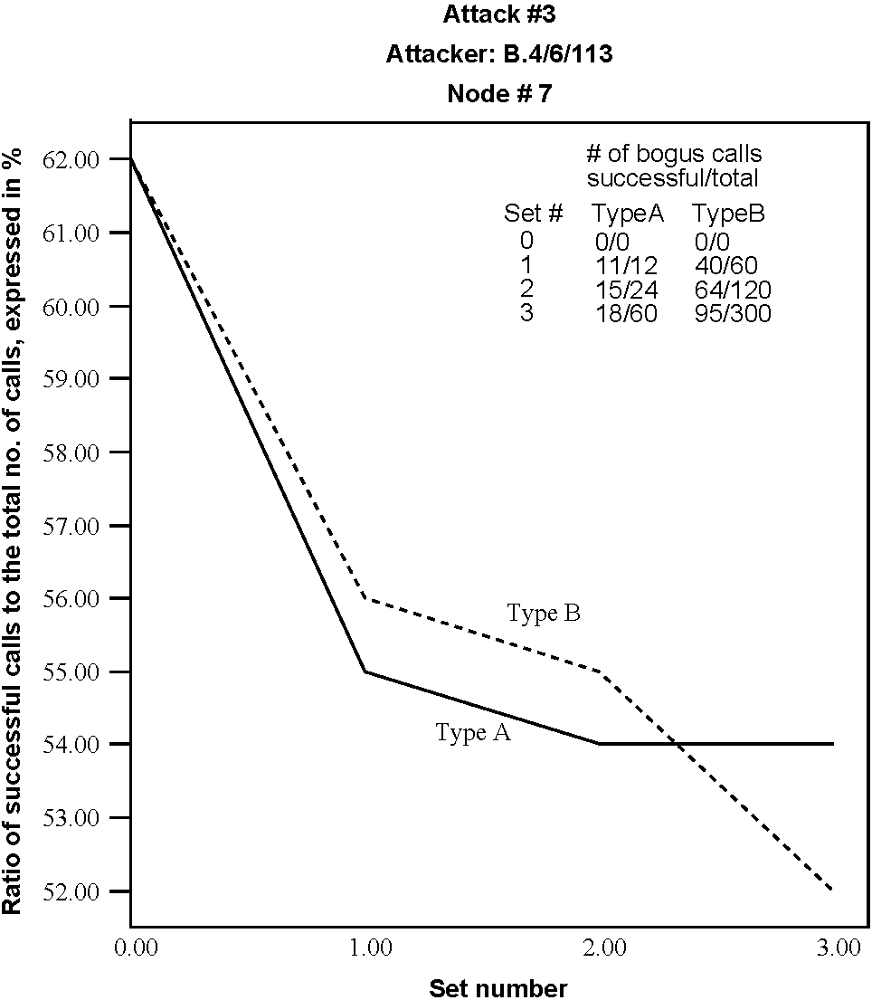 Attack #3
Attacker: B.4/6/113
Node # 7
Ratio of successful calls to the total no. of calls, expressed in %
62.00
61.00
60.00
59.00
58.00
57.00
56.00
55.00
54.00
53.00
52.00
# of bogus calls
successful/total
Set # TypeA TypeB
0 0/0 0/0
1 11/12 40/60
2 15/24 64/120
3 18/60 95/300
Type B
Type A
0.00 1.00 2.00 3.00
Set number